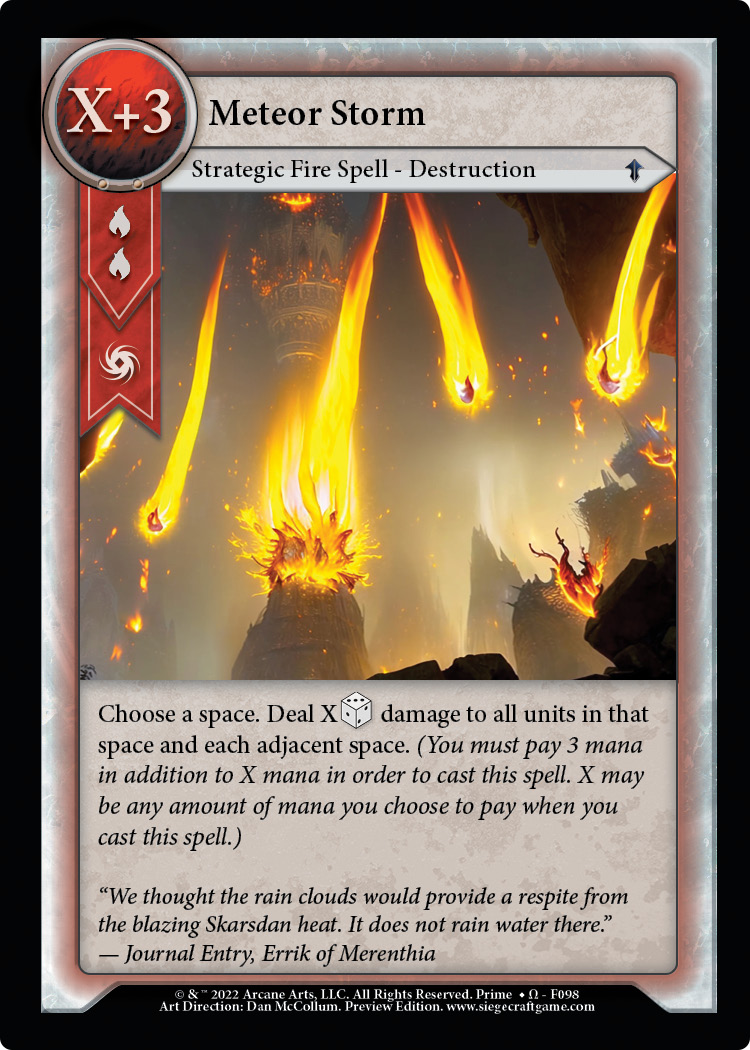 X+3
Meteor Storm
Strategic Fire Spell - Destruction
Choose a space. Deal X damage to all units in that
space and each adjacent space. (You must pay 3 mana
in addition to X mana in order to cast this spell. X may
be any amount of mana you choose to pay when you
cast this spell.)
“We thought the rain clouds would provide a respite from
the blazing Skarsdan heat. It does not rain water there.”
— Journal Entry, Errik of Merenthia
© & ™ 2022 Arcane Arts, LLC. All Rights Reserved. Prime ⬥ Ω - F098
Art Direction: Dan McCollum. Preview Edition. www.siegecraftgame.com